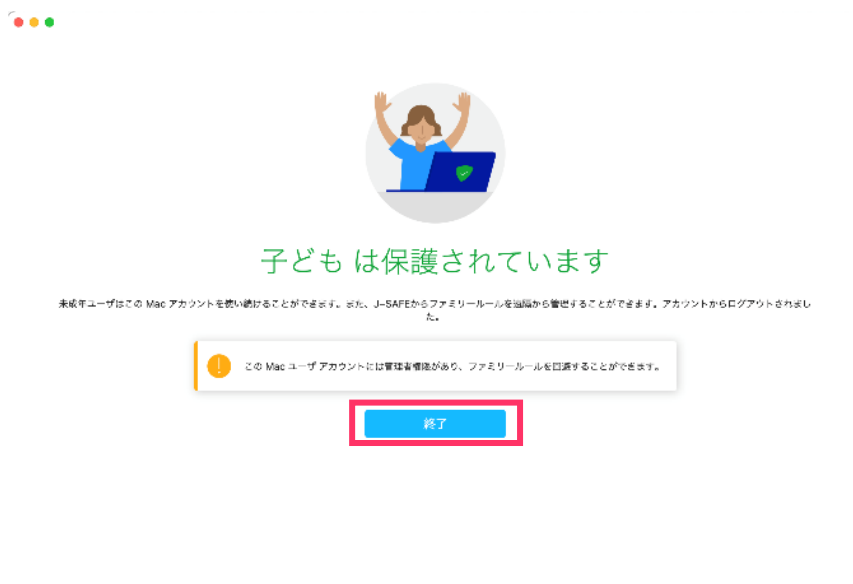 子ども は保護されています
未成年ユーザはこの Mac アカウントを使い続けることができます。また、J-SAFEからファミリールールを遠隔から管理することができます。アカウントからログアウトされまし
た。
この Mac ユーザ アカウントには管理者権限があり、ファミリールールを回避することができます。
終了